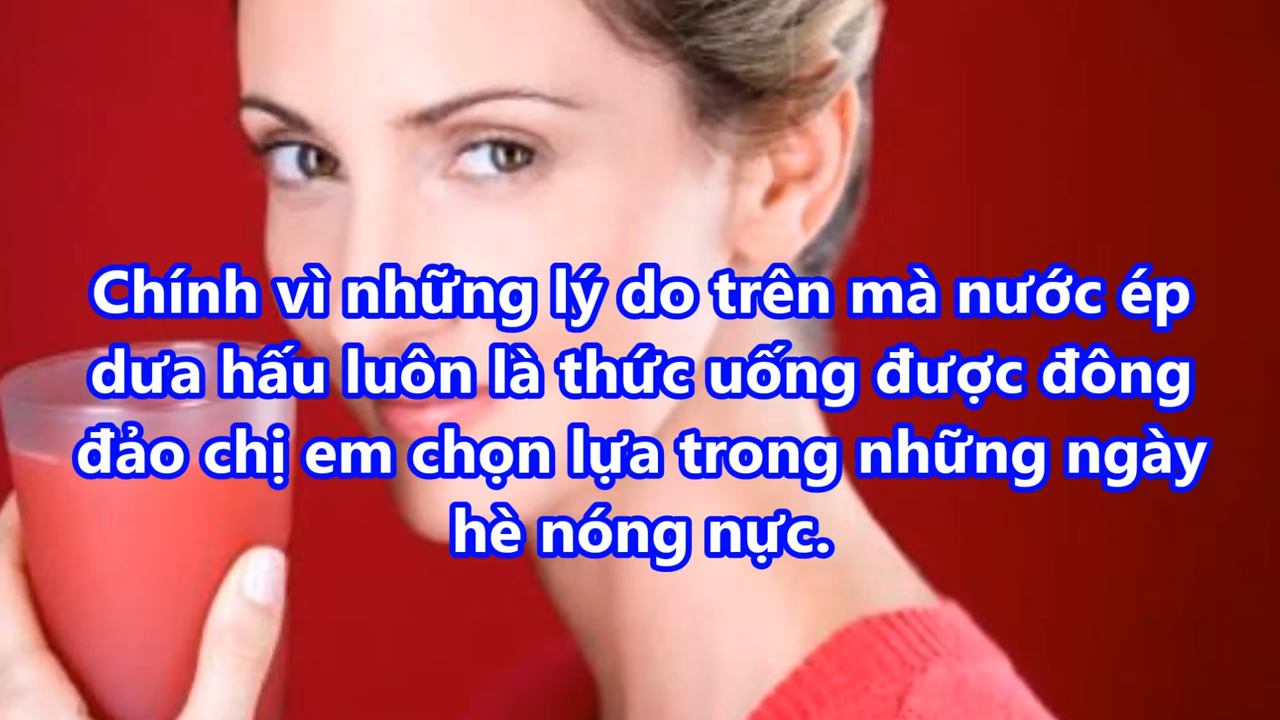 Chính vì những lý do trên mà nước ép
dưa hấu luôn là thức uống được đông
đảo chị em chọn lựa trong những ngày
hè nóng nực.